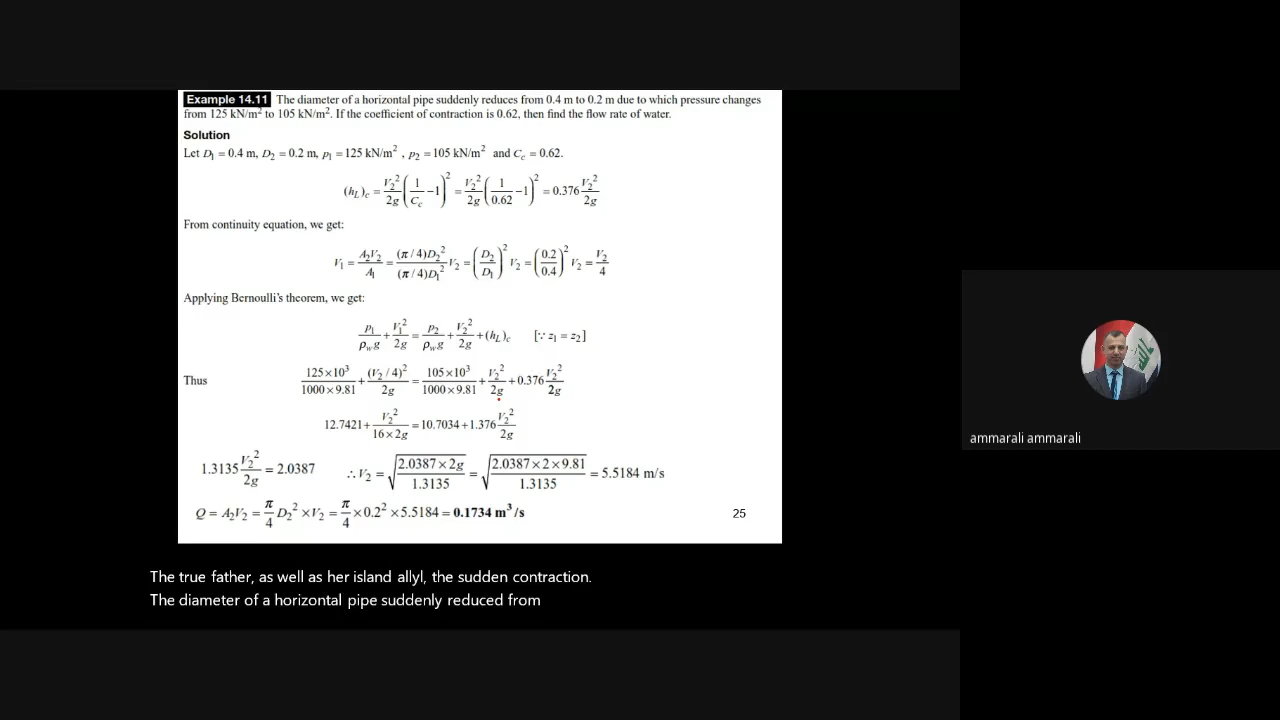 Example 14.11 The diameter of a horizontal pipe suddenly reduces from 0.4 m to 0.2 m due to which pressure changes
from 125 kN/m² to 105 kN/m². If the coefficient of contraction is 0.62, then find the flow rate of water.
Solution
Let D₁ = 0.4 m, D₂ = 0.2 m, p₁ = 125 kN/m² , p₂ = 105 kN/m² and C_c = 0.62.
(h_L)_c = V₂²/2g (1/C_c − 1)² = V₂²/2g (1/0.62 − 1)² = 0.376 V₂²/2g
From continuity equation, we get:
V₁ = A₂V₂/A₁ = (π/4)D₂²/(π/4)D₁² V₂ = (D₂/D₁)² V₂ = (0.2/0.4)² V₂ = V₂/4
Applying Bernoulli's theorem, we get:
p₁/ρ_w g + V₁²/2g = p₂/ρ_w g + V₂²/2g + (h_L)_c [∵ z₁ = z₂]
Thus 125×10³/1000×9.81 + (V₂/4)²/2g = 105×10³/1000×9.81 + V₂²/2g + 0.376 V₂²/2g
12.7421 + V₂²/16×2g = 10.7034 + 1.376 V₂²/2g
1.3135 V₂²/2g = 2.0387 ∴ V₂ = √(2.0387×2g/1.3135) = √(2.0387×2×9.81/1.3135) = 5.5184 m/s
Q = A₂V₂ = π/4 D₂² × V₂ = π/4 × 0.2² × 5.5184 = 0.1734 m³/s
25
The true father, as well as her island allyl, the sudden contraction.
The diameter of a horizontal pipe suddenly reduced from
ammarali ammarali